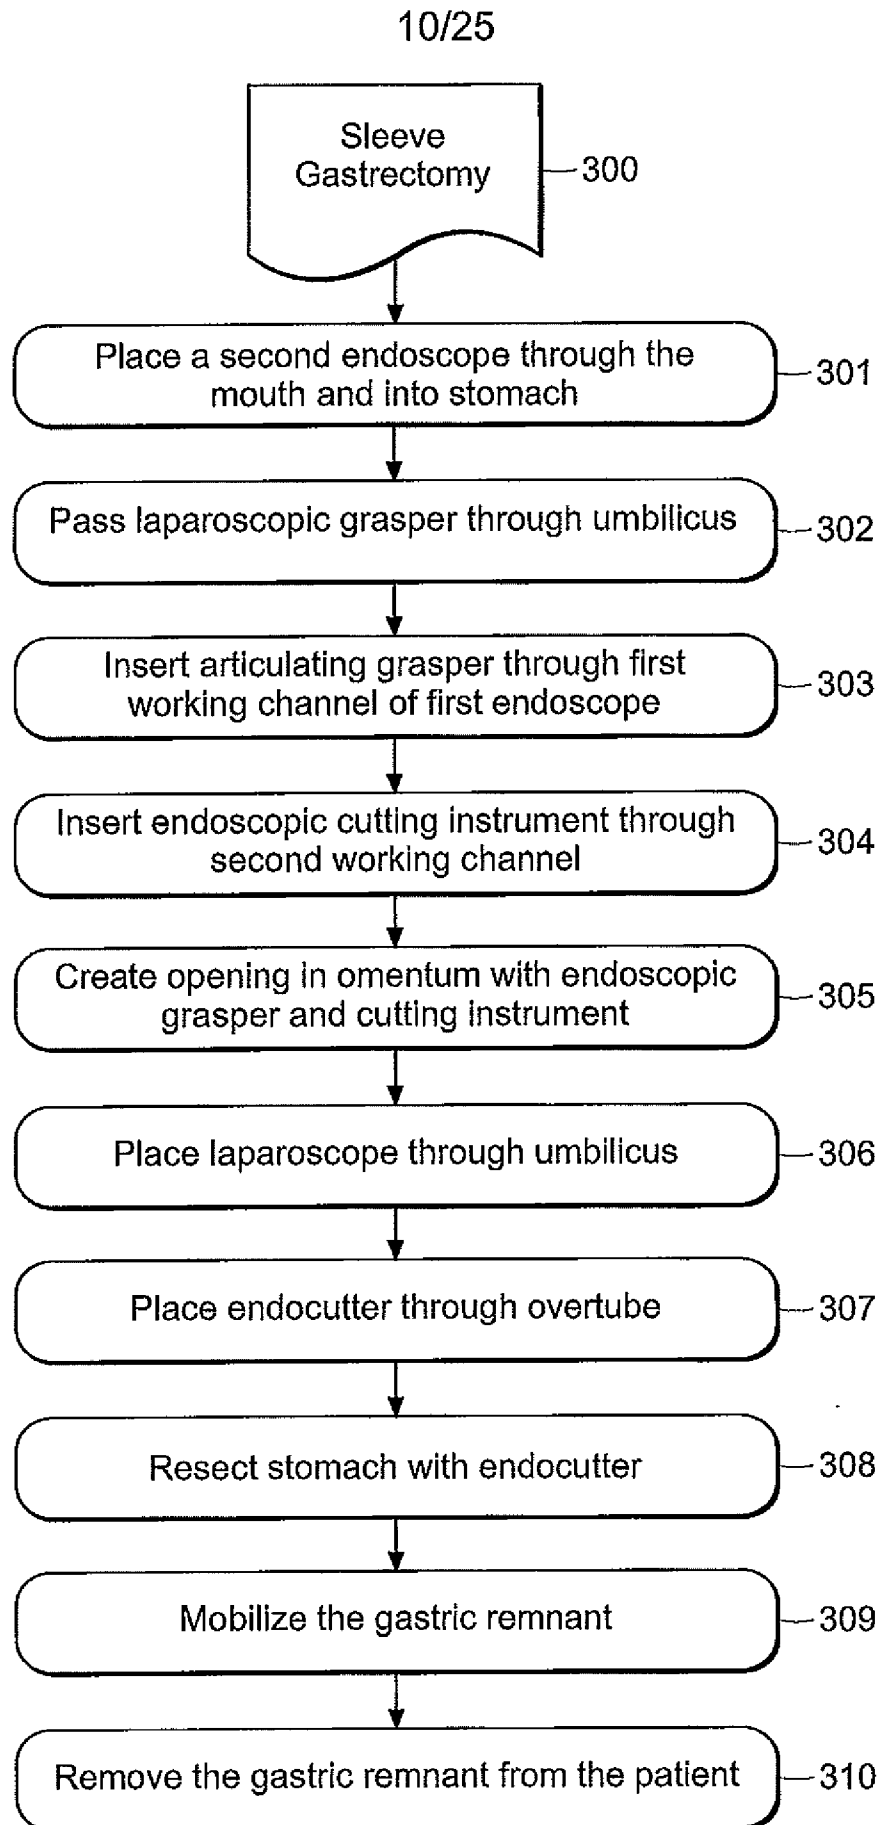 10/25
Sleeve
Gastrectomy
300
Place a second endoscope through the
mouth and into stomach
301
Pass laparoscopic grasper through umbilicus
302
Insert articulating grasper through first
working channel of first endoscope
303
Insert endoscopic cutting instrument through
second working channel
304
Create opening in omentum with endoscopic
grasper and cutting instrument
305
Place laparoscope through umbilicus
306
Place endocutter through overtube
307
Resect stomach with endocutter
308
Mobilize the gastric remnant
309
Remove the gastric remnant from the patient
310